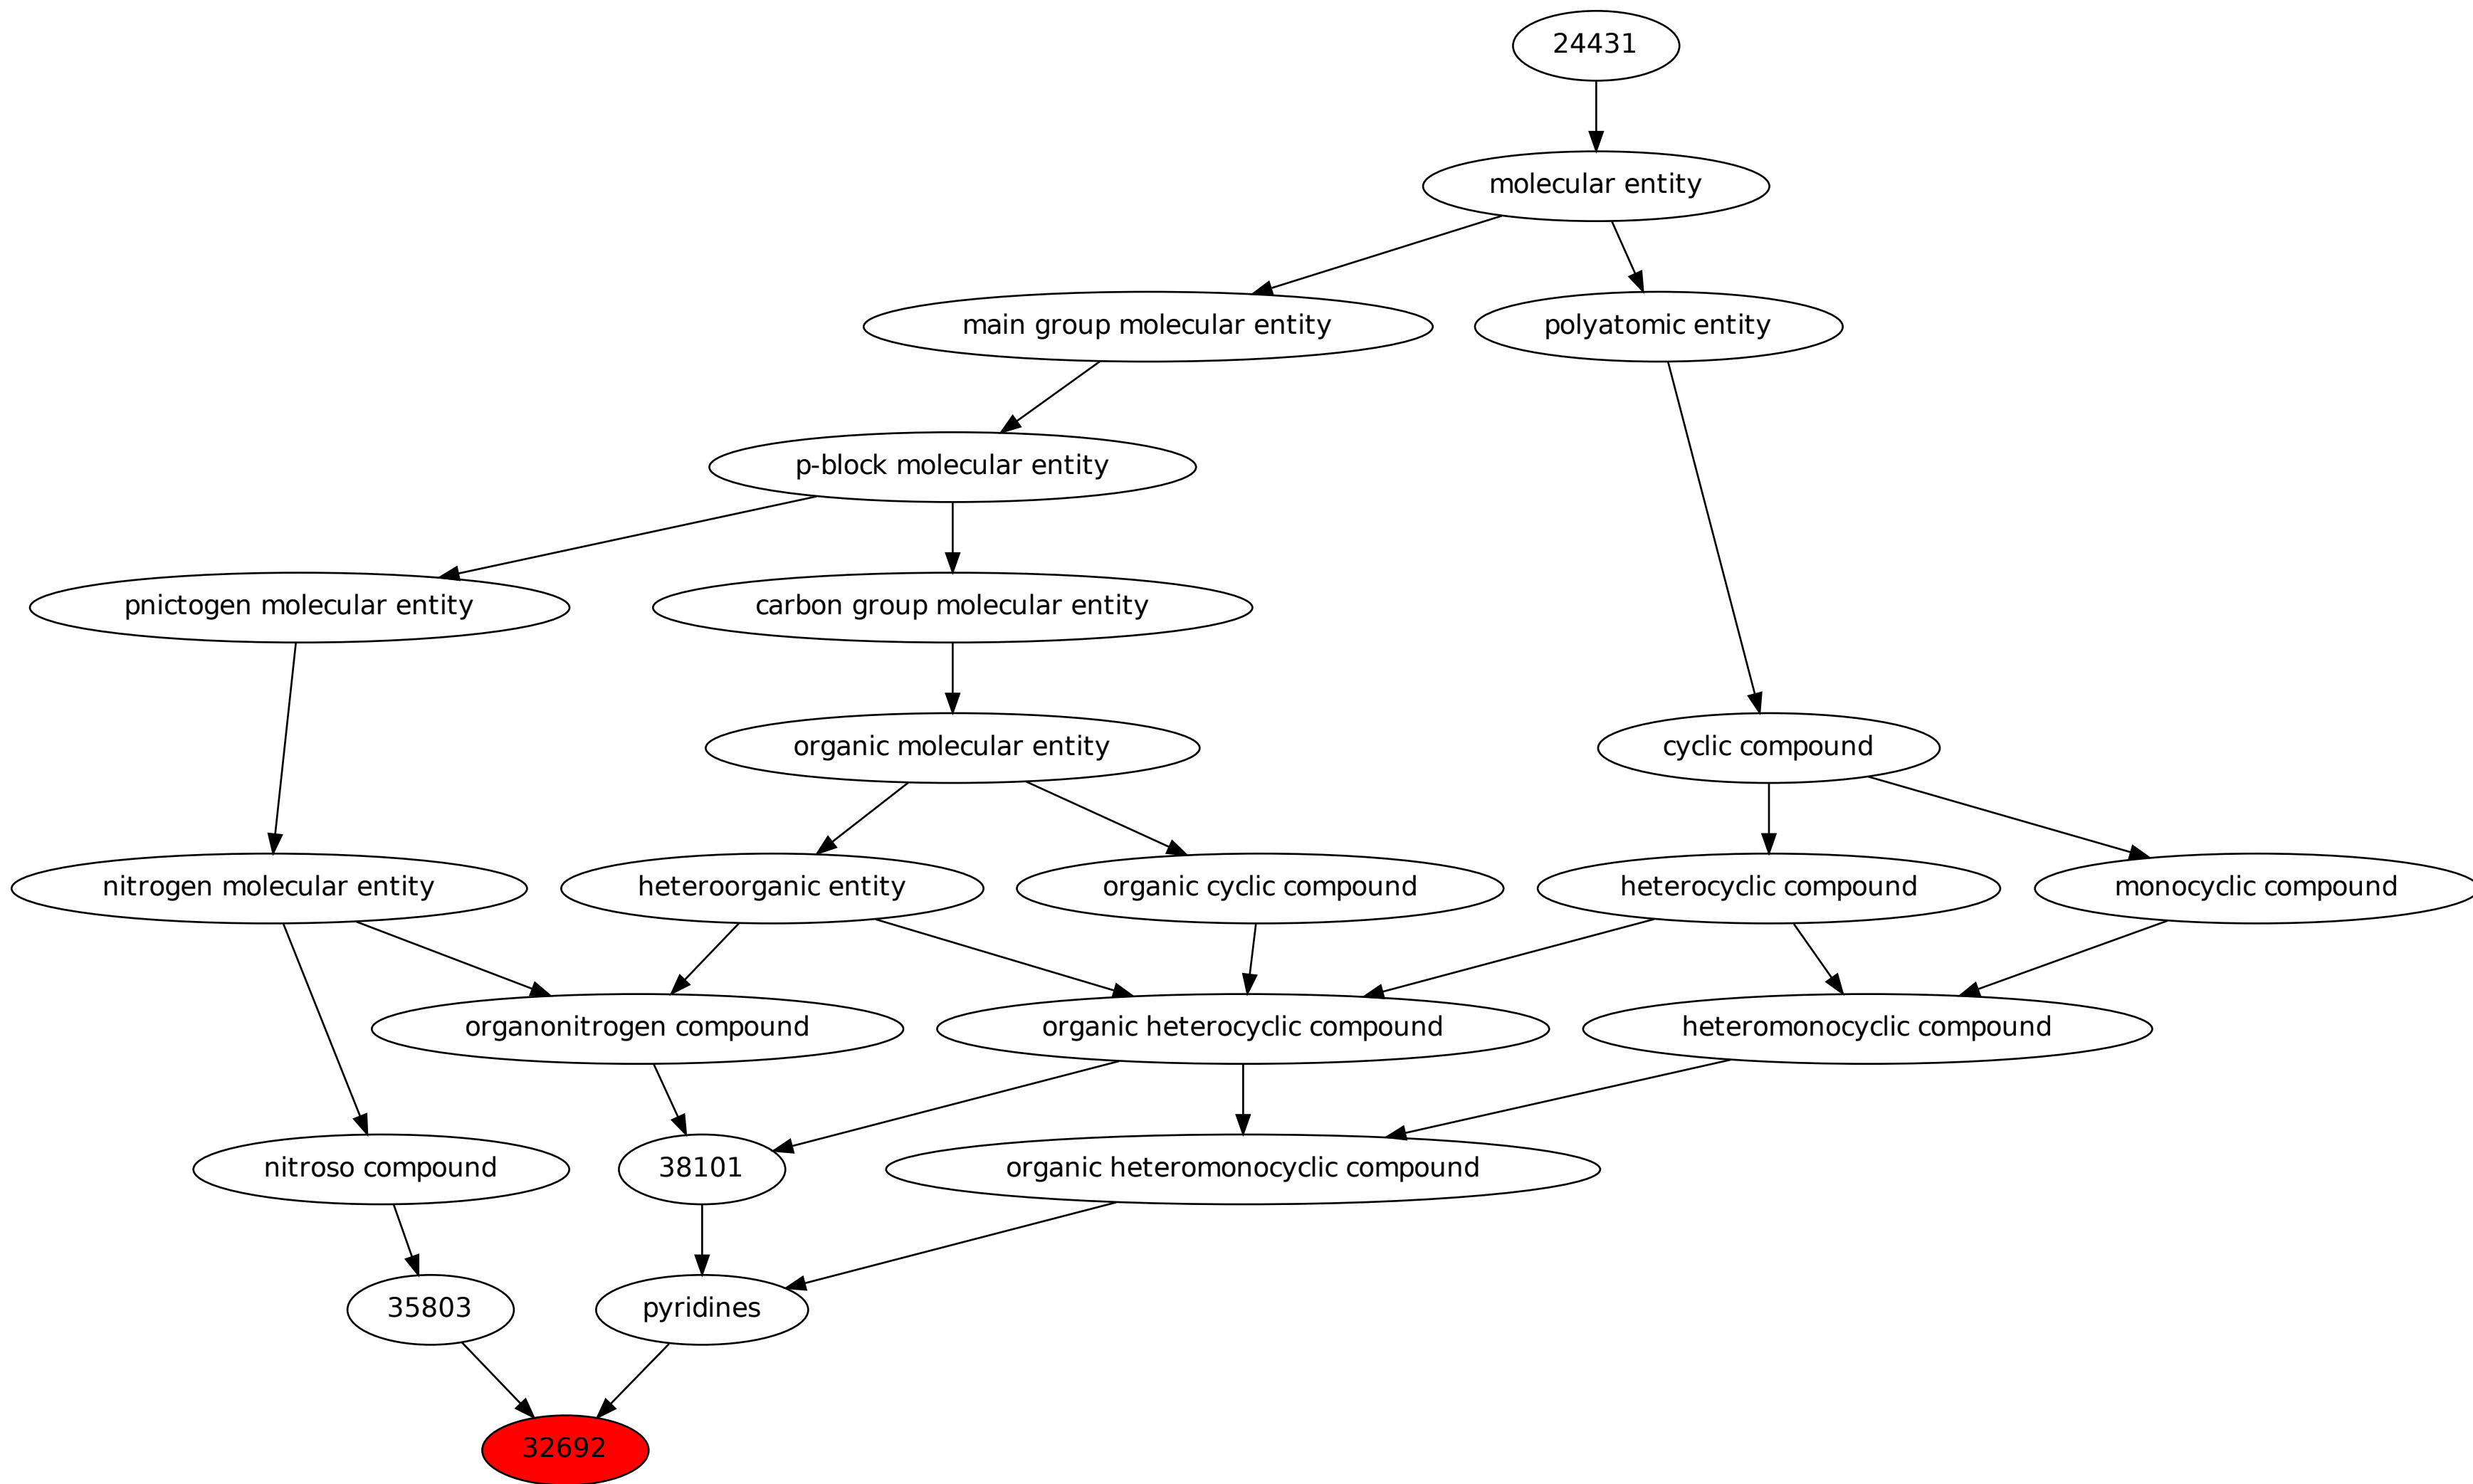 24431
molecular entity
main group molecular entity
polyatomic entity
p-block molecular entity
pnictogen molecular entity
carbon group molecular entity
organic molecular entity
cyclic compound
nitrogen molecular entity
heteroorganic entity
organic cyclic compound
heterocyclic compound
monocyclic compound
organonitrogen compound
organic heterocyclic compound
heteromonocyclic compound
nitroso compound
38101
organic heteromonocyclic compound
35803
pyridines
32692